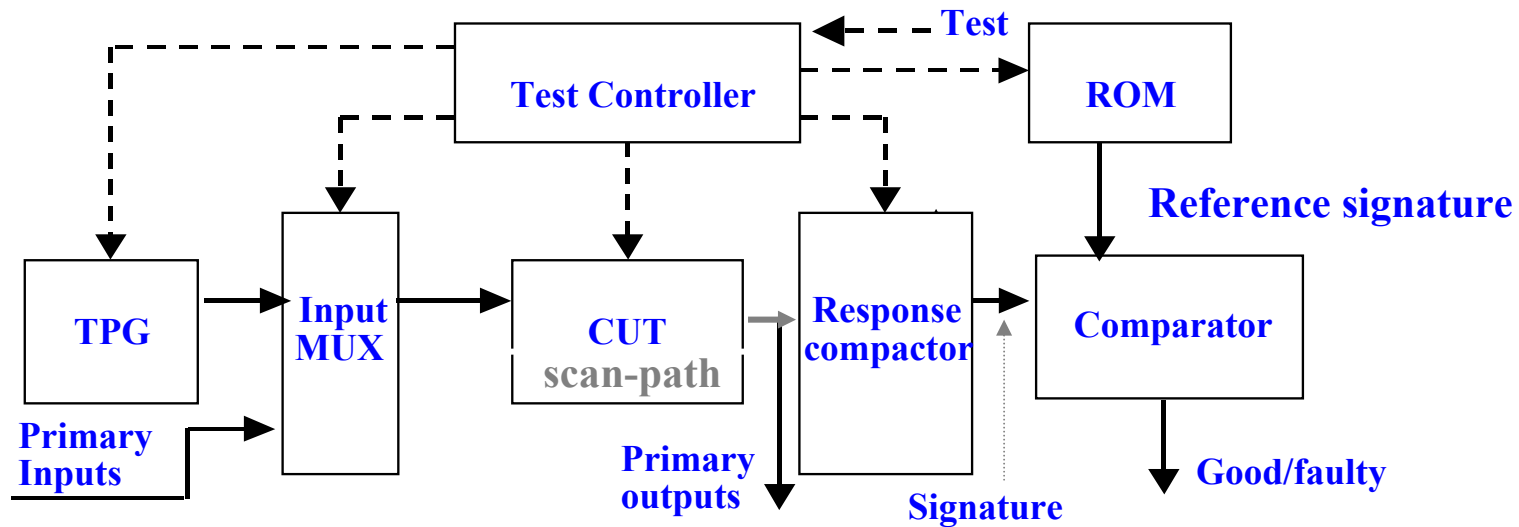 Test
Test Controller
ROM
Reference signature
TPG
Input
MUX
CUT
scan-path
Response
compactor
Comparator
Primary
Inputs
Primary
outputs
Signature
Good/faulty